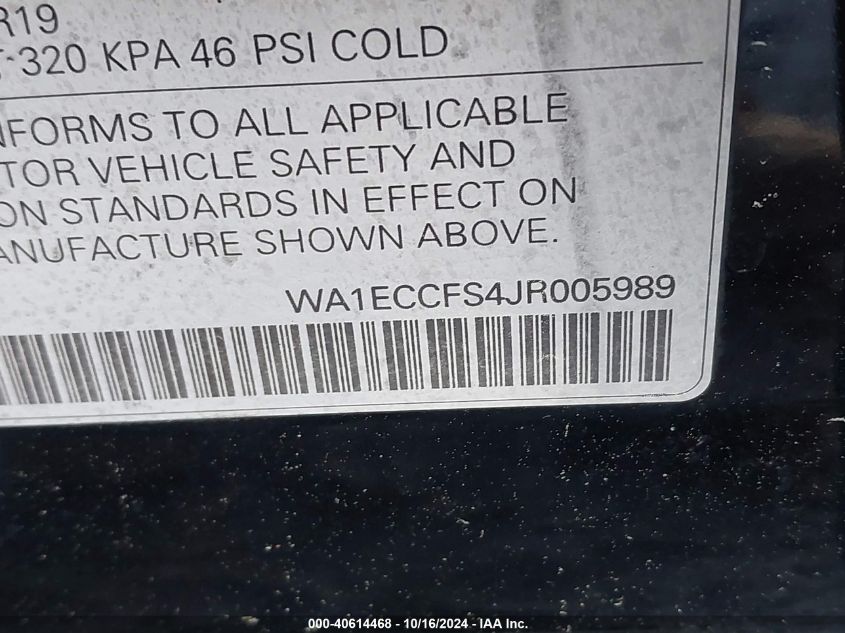 R19
320 KPA 46 PSI COLD
NFORMS TO ALL APPLICABLE
TOR VEHICLE SAFETY AND
ON STANDARDS IN EFFECT ON
ANUFACTURE SHOWN ABOVE.
WA1ECCFS4JR005989
000-40614468 - 10/16/2024 - IAA Inc.